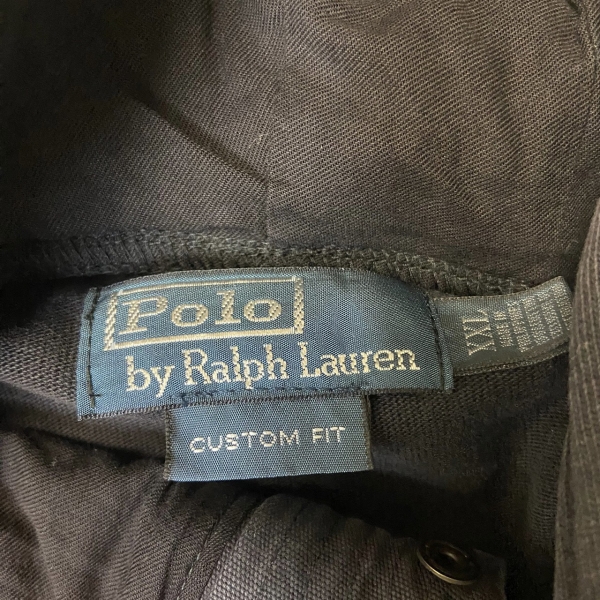 Polo
by Ralph Lauren
XXL
CUSTOM FIT